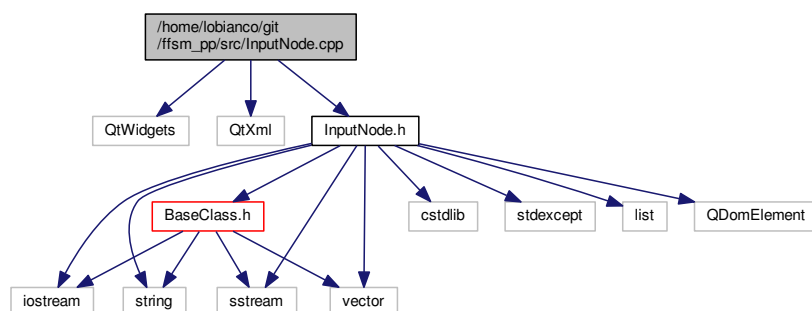 /home/lobianco/git
/ffsm_pp/src/InputNode.cpp
QtWidgets
QtXml
InputNode.h
BaseClass.h
cstdlib
stdexcept
list
QDomElement
iostream
string
sstream
vector